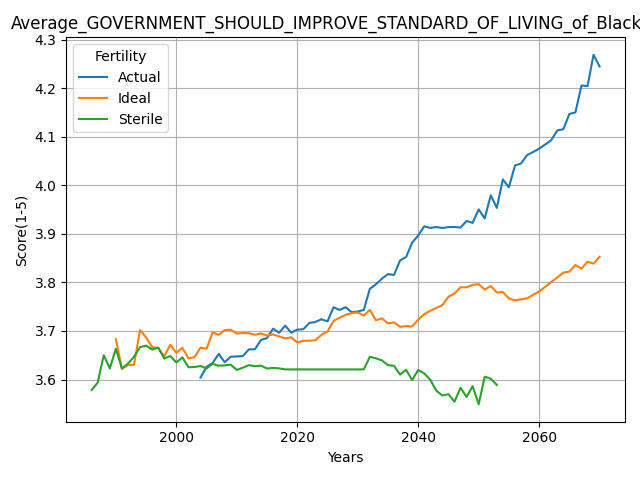 Average_GOVERNMENT_SHOULD_IMPROVE_STANDARD_OF_LIVING_of_Black
Fertility
Actual
Ideal
Sterile
Score(1-5)
4.3
4.2
4.1
4.0
3.9
3.8
3.7
3.6
2000 2020 2040 2060
Years